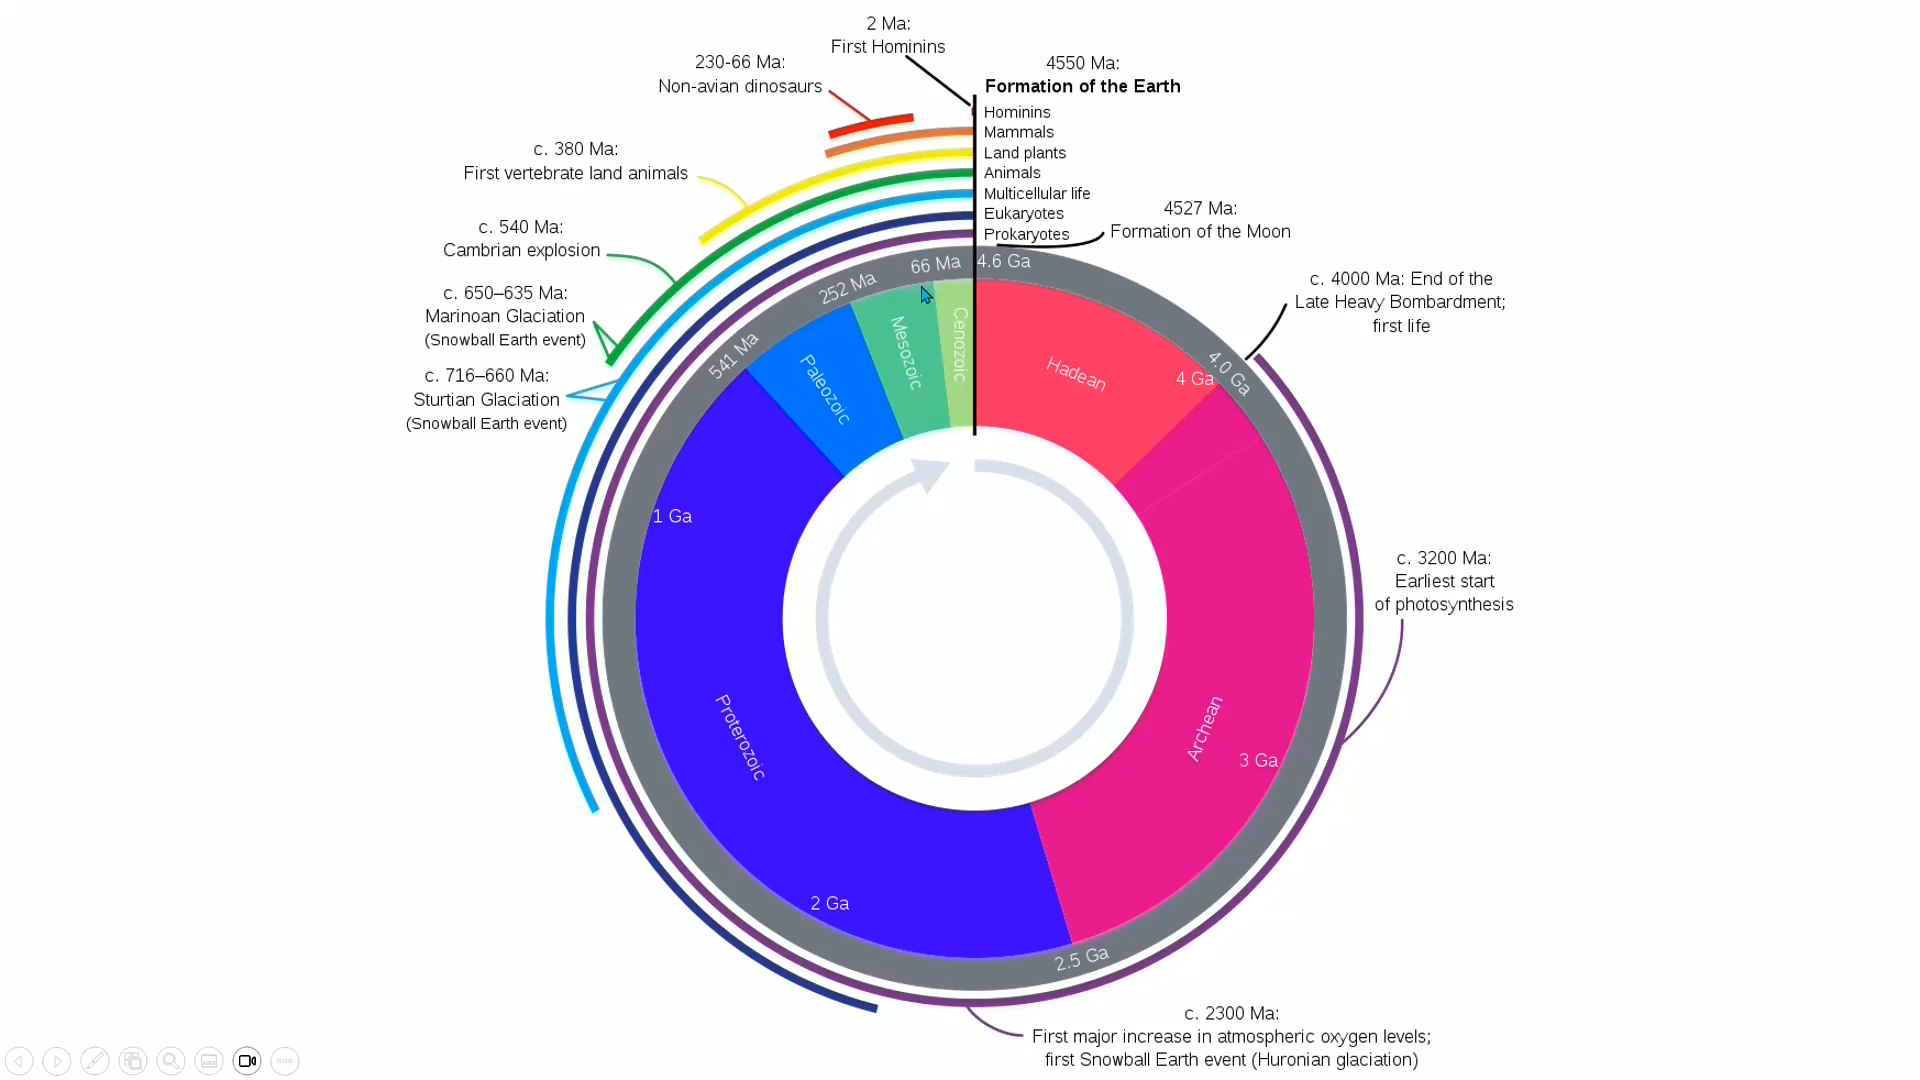 2 Ma:
First Hominins
230-66 Ma:
Non-avian dinosaurs
4550 Ma:
Formation of the Earth
Hominins
Mammals
Land plants
Animals
Multicellular life
Eukaryotes
Prokaryotes
c. 380 Ma:
First vertebrate land animals
4527 Ma:
Formation of the Moon
c. 540 Ma:
Cambrian explosion
c. 650–635 Ma:
Marinoan Glaciation
(Snowball Earth event)
c. 716–660 Ma:
Sturtian Glaciation
(Snowball Earth event)
c. 4000 Ma: End of the
Late Heavy Bombardment;
first life
4.6 Ga
66 Ma
252 Ma
541 Ma
4.0 Ga
4 Ga
Hadean
Cenozoic
Mesozoic
Paleozoic
1 Ga
c. 3200 Ma:
Earliest start
of photosynthesis
Archean
3 Ga
Proterozoic
2 Ga
2.5 Ga
c. 2300 Ma:
First major increase in atmospheric oxygen levels;
first Snowball Earth event (Huronian glaciation)